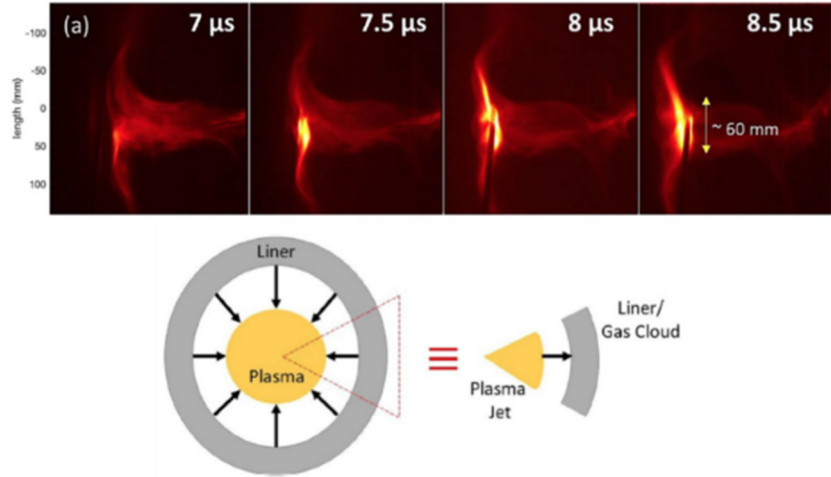 (a) 7 μs 7.5 μs 8 μs 8.5 μs
-100
-50
0
50
100
length (mm)
~ 60 mm
Liner
Plasma
Liner/
Gas Cloud
Plasma
Jet